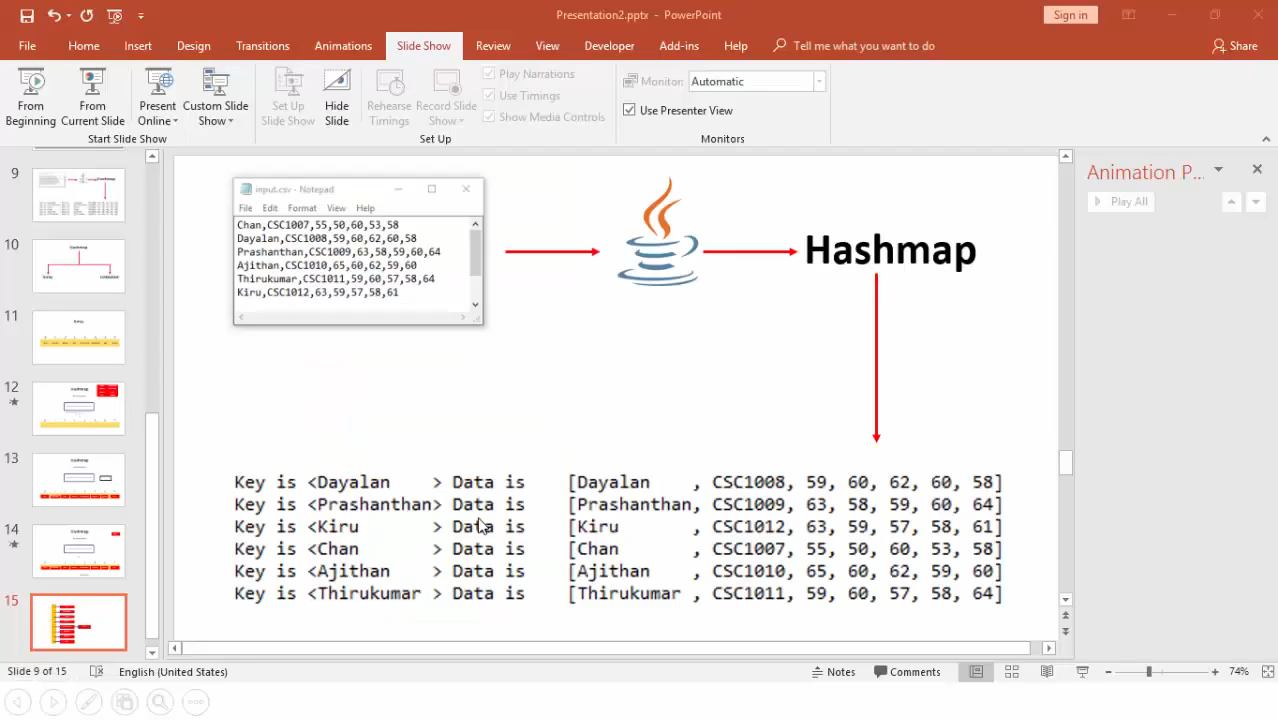 Presentation2.pptx - PowerPoint
Sign in
File Home Insert Design Transitions Animations Slide Show Review View Developer Add-ins Help Tell me what you want to do Share
From Beginning
From Current Slide
Present Online
Custom Slide Show
Start Slide Show
Set Up Slide Show
Hide Slide
Rehearse Timings
Record Slide Show
Play Narrations
Use Timings
Show Media Controls
Set Up
Monitor: Automatic
Use Presenter View
Monitors
9
10
11
12
13
14
15
input.csv - Notepad
File Edit Format View Help
Chan,CSC1007,55,50,60,53,58
Dayalan,CSC1008,59,60,62,60,58
Prashanthan,CSC1009,63,58,59,60,64
Ajithan,CSC1010,65,60,62,59,60
Thirukumar,CSC1011,59,60,57,58,64
Kiru,CSC1012,63,59,57,58,61
Hashmap
Key is <Dayalan > Data is [Dayalan , CSC1008, 59, 60, 62, 60, 58]
Key is <Prashanthan> Data is [Prashanthan, CSC1009, 63, 58, 59, 60, 64]
Key is <Kiru > Data is [Kiru , CSC1012, 63, 59, 57, 58, 61]
Key is <Chan > Data is [Chan , CSC1007, 55, 50, 60, 53, 58]
Key is <Ajithan > Data is [Ajithan , CSC1010, 65, 60, 62, 59, 60]
Key is <Thirukumar > Data is [Thirukumar , CSC1011, 59, 60, 57, 58, 64]
Animation P...
Play All
Slide 9 of 15 English (United States) Notes Comments 74%